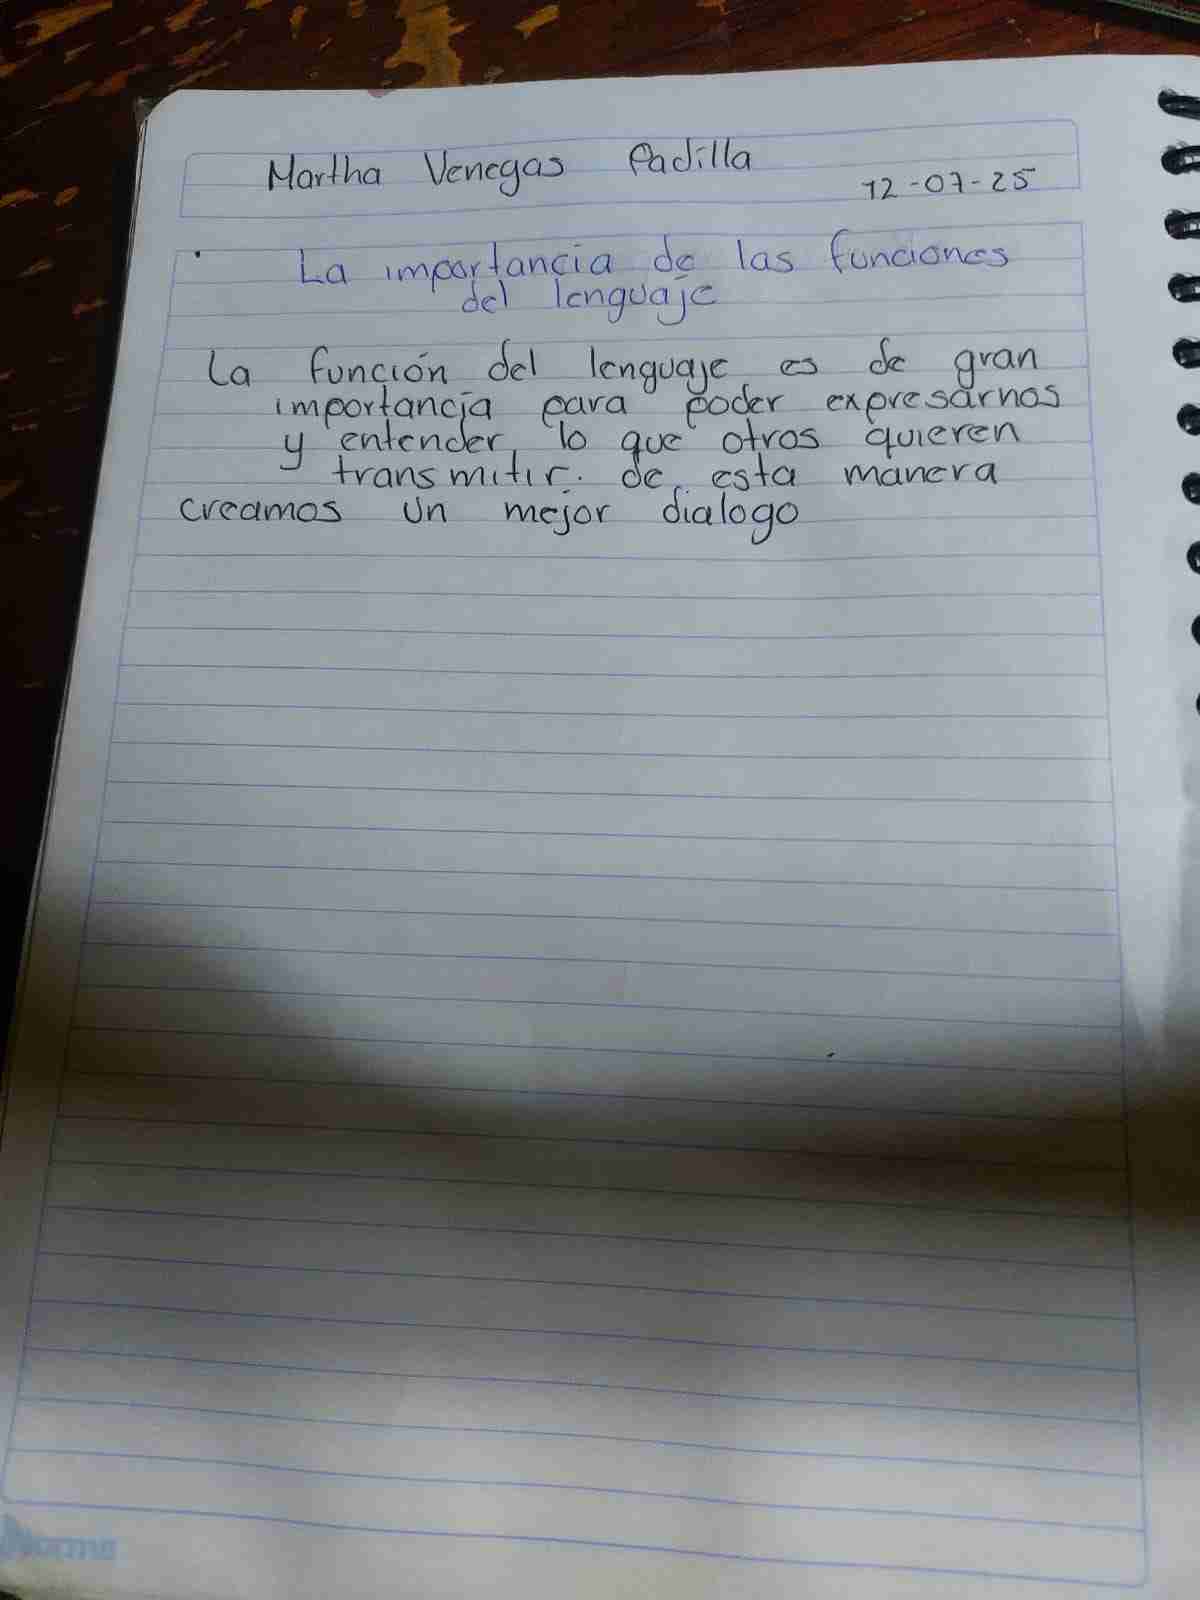 Martha Venegas Padilla
12-07-25
La importancia de las funciones
del lenguaje
La función del lenguaje es de gran
importancia para poder expresarnos
y entender lo que otros quieren
transmitir. de esta manera
creamos un mejor dialogo
Norma